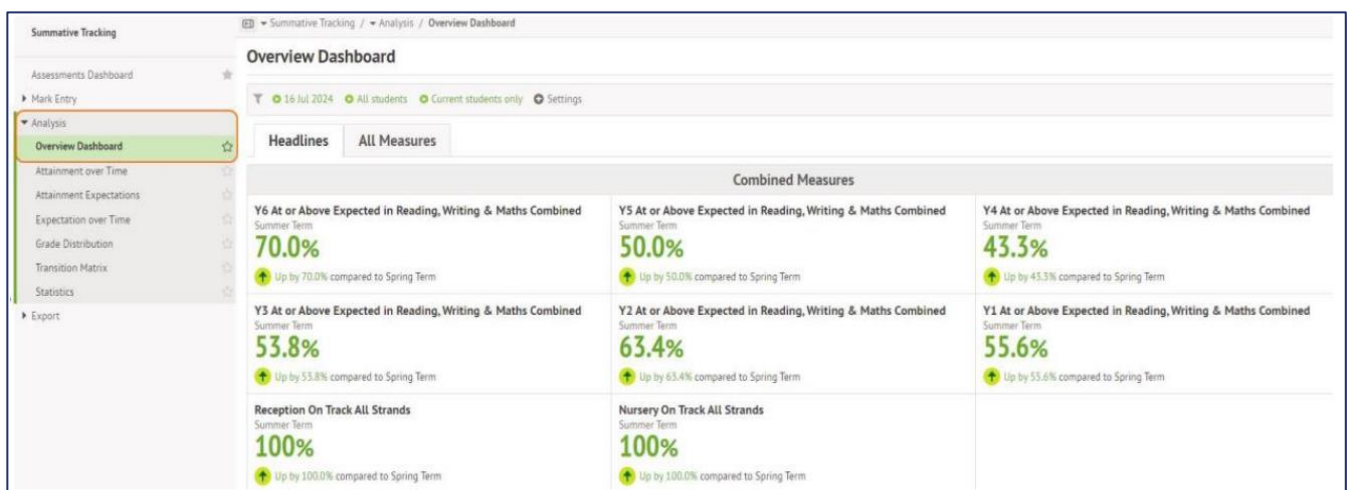 Summative Tracking
Assessments Dashboard
Mark Entry
Analysis
Overview Dashboard
Attainment over Time
Attainment Expectations
Expectation over Time
Grade Distribution
Transition Matrix
Statistics
Export
Summative Tracking / Analysis / Overview Dashboard
Overview Dashboard
16 Jul 2024 All students Current students only Settings
Headlines All Measures
Combined Measures
Y6 At or Above Expected in Reading, Writing & Maths Combined
Summer Term
70.0%
Up by 70.0% compared to Spring Term
Y5 At or Above Expected in Reading, Writing & Maths Combined
Summer Term
50.0%
Up by 50.0% compared to Spring Term
Y4 At or Above Expected in Reading, Writing & Maths Combined
Summer Term
43.3%
Up by 43.3% compared to Spring Term
Y3 At or Above Expected in Reading, Writing & Maths Combined
Summer Term
53.8%
Up by 53.8% compared to Spring Term
Y2 At or Above Expected in Reading, Writing & Maths Combined
Summer Term
63.4%
Up by 63.4% compared to Spring Term
Y1 At or Above Expected in Reading, Writing & Maths Combined
Summer Term
55.6%
Up by 55.6% compared to Spring Term
Reception On Track All Strands
Summer Term
100%
Up by 100.0% compared to Spring Term
Nursery On Track All Strands
Summer Term
100%
Up by 100.0% compared to Spring Term